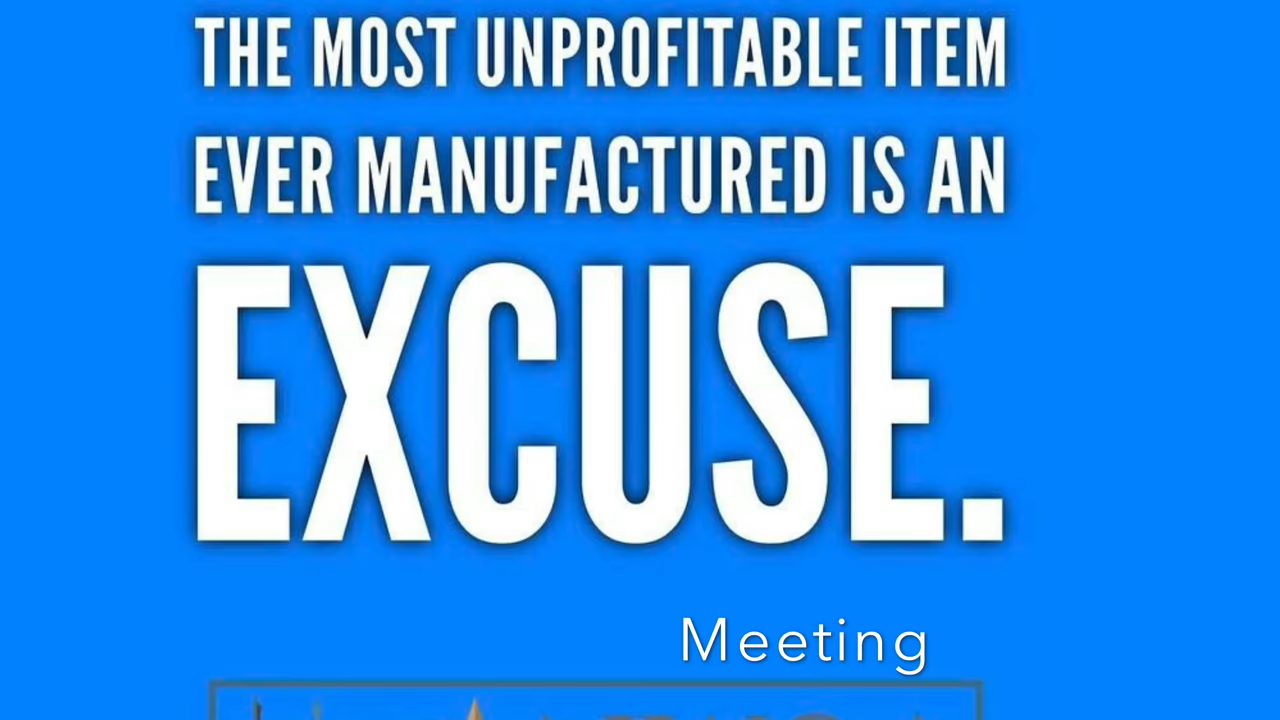 THE MOST UNPROFITABLE ITEM
EVER MANUFACTURED IS AN
EXCUSE.
Meeting